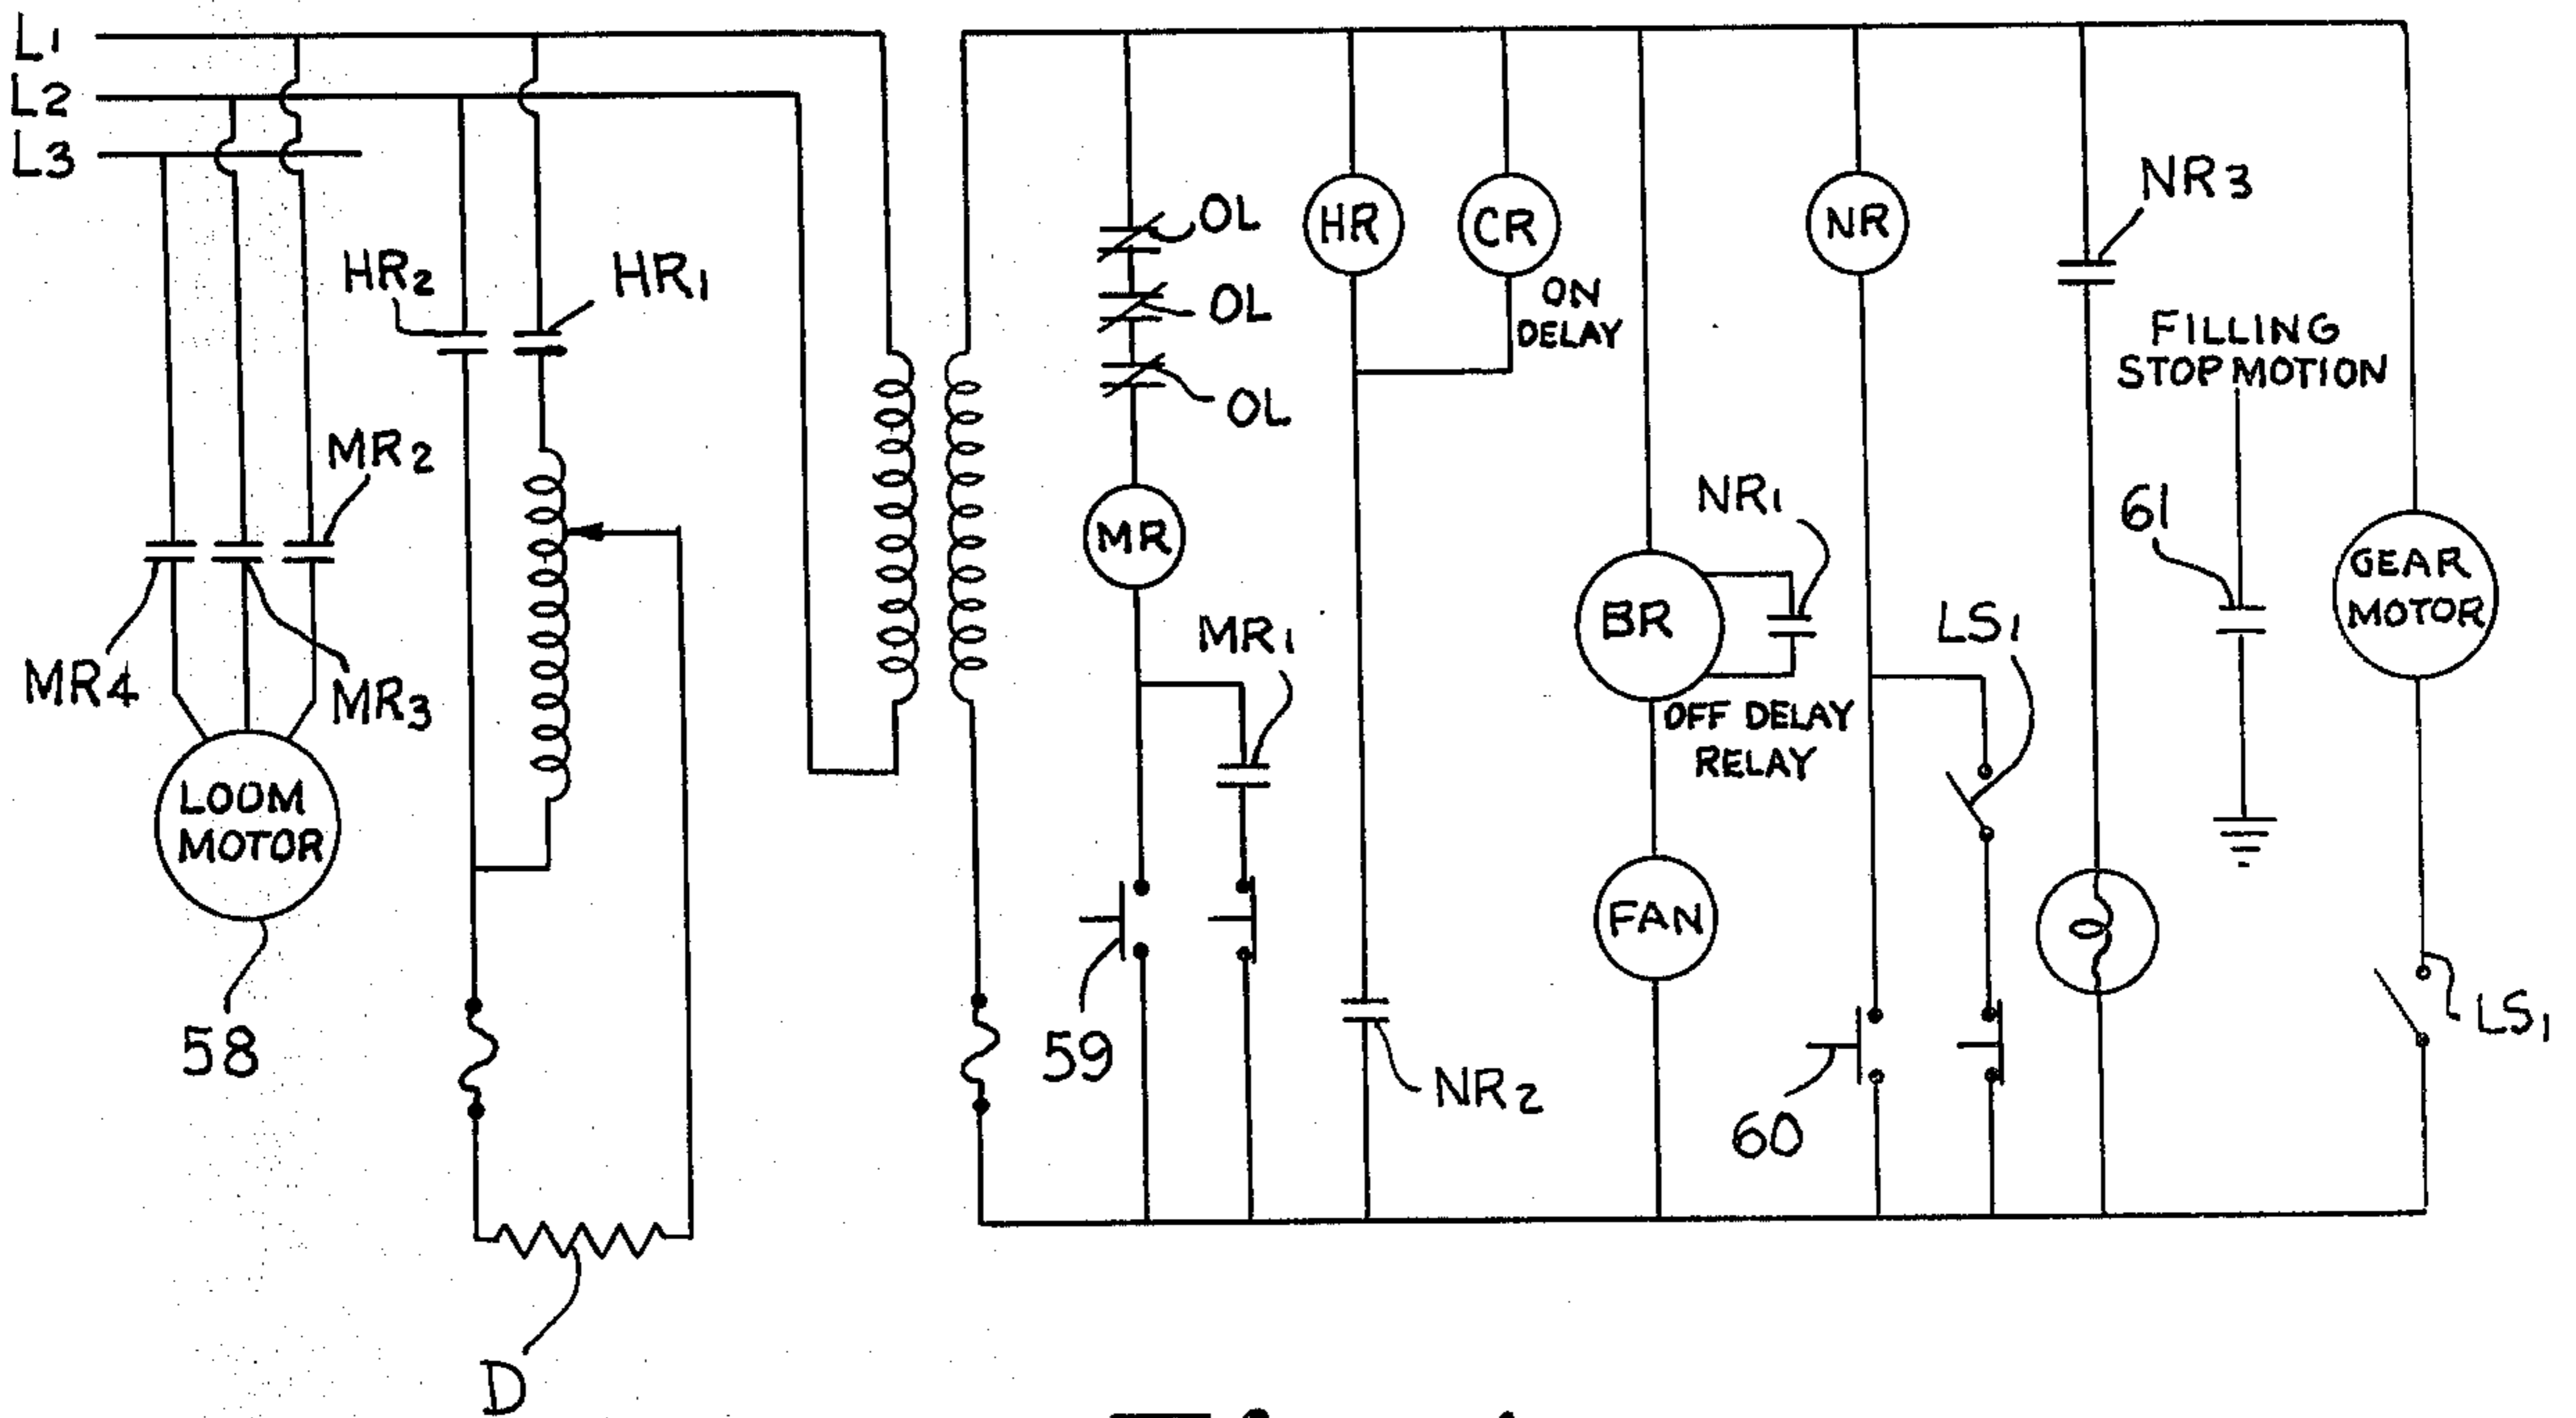 L1
L2
L3
HR2
HR1
MR2
MR4
MR3
LOOM
MOTOR
58
D
OL
OL
OL
MR
MR1
59
HR
CR
ON
DELAY
NR2
BR
NR1
OFF DELAY
RELAY
FAN
NR
LS1
60
NR3
FILLING
STOP MOTION
61
GEAR
MOTOR
LS1